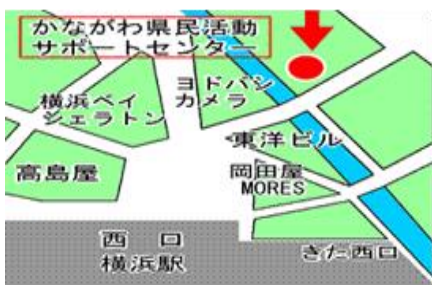 かながわ県民活動
サポートセンター
ヨドバシ
カメラ
横浜ベイ
シェラトン
東洋ビル
高島屋
岡田屋
MORES
西口
横浜駅
きた西口